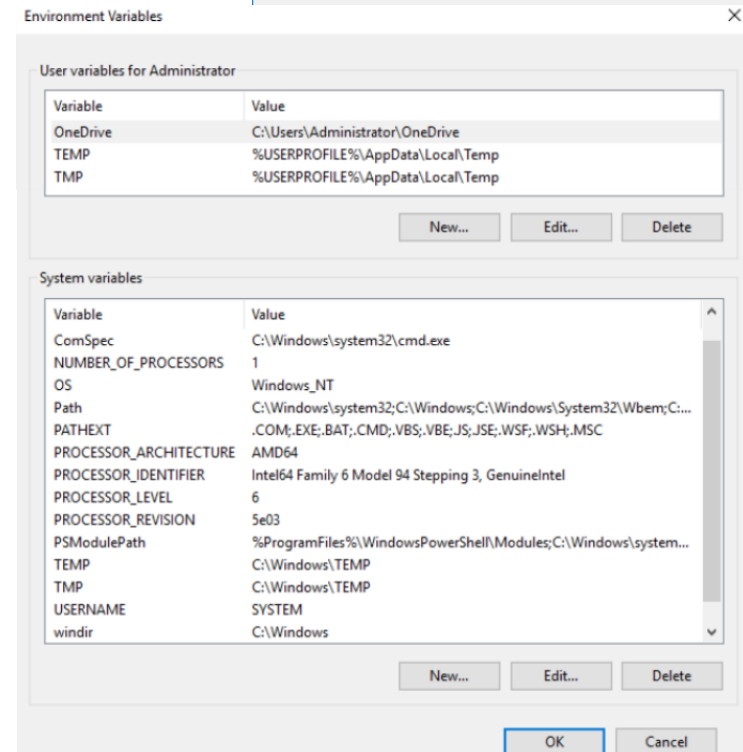 Environment Variables
User variables for Administrator
Variable Value
OneDrive C:\Users\Administrator\OneDrive
TEMP %USERPROFILE%\AppData\Local\Temp
TMP %USERPROFILE%\AppData\Local\Temp
New... Edit... Delete
System variables
Variable Value
ComSpec C:\Windows\system32\cmd.exe
NUMBER_OF_PROCESSORS 1
OS Windows_NT
Path C:\Windows\system32;C:\Windows;C:\Windows\System32\Wbem;C:...
PATHEXT .COM;.EXE;.BAT;.CMD;.VBS;.VBE;.JS;.JSE;.WSF;.WSH;.MSC
PROCESSOR_ARCHITECTURE AMD64
PROCESSOR_IDENTIFIER Intel64 Family 6 Model 94 Stepping 3, GenuineIntel
PROCESSOR_LEVEL 6
PROCESSOR_REVISION 5e03
PSModulePath %ProgramFiles%\WindowsPowerShell\Modules;C:\Windows\system...
TEMP C:\Windows\TEMP
TMP C:\Windows\TEMP
USERNAME SYSTEM
windir C:\Windows
New... Edit... Delete
OK Cancel